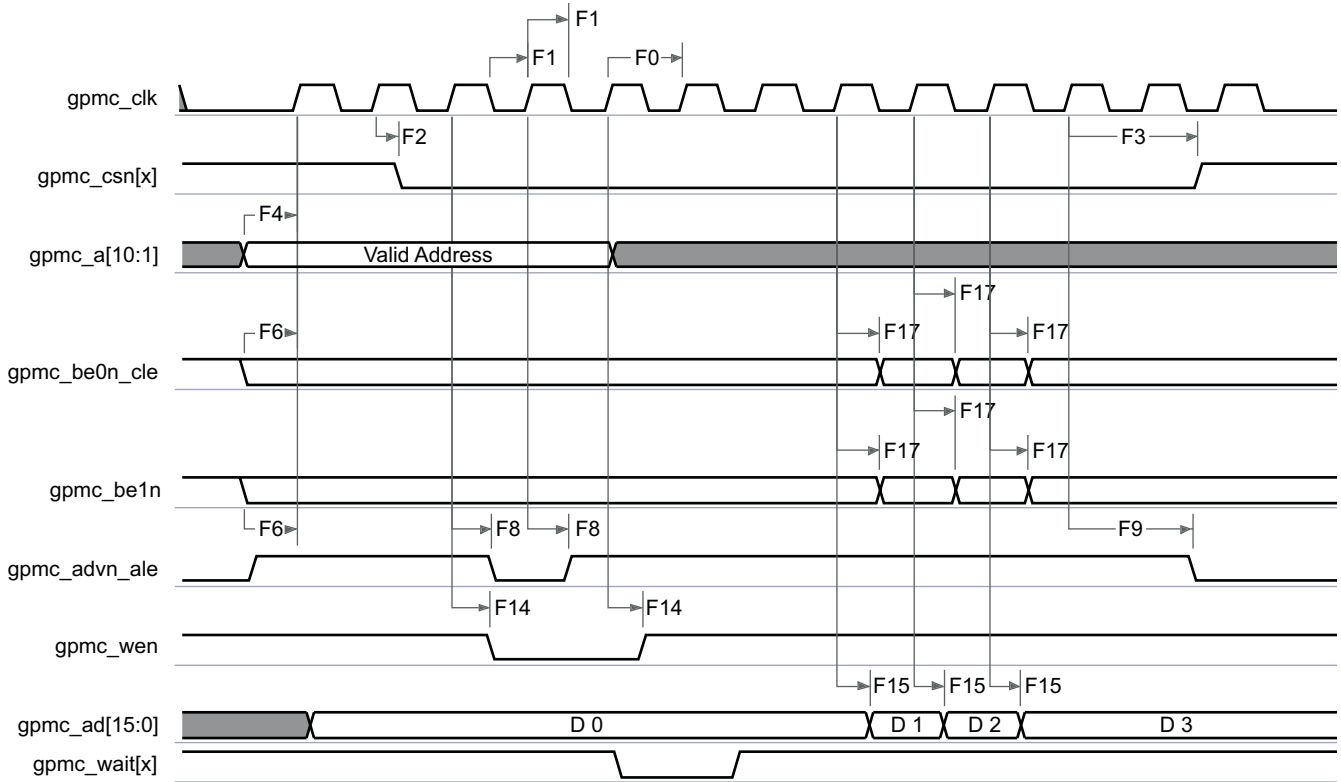 F1
F1
F0
gpmc_clk
F2
F3
gpmc_csn[x]
F4
gpmc_a[10:1]
Valid Address
F17
F6
F17
F17
gpmc_be0n_cle
F17
F17
F17
gpmc_be1n
F6
F8
F8
F9
gpmc_advn_ale
F14
F14
gpmc_wen
F15
F15
F15
gpmc_ad[15:0]
D 0
D 1
D 2
D 3
gpmc_wait[x]